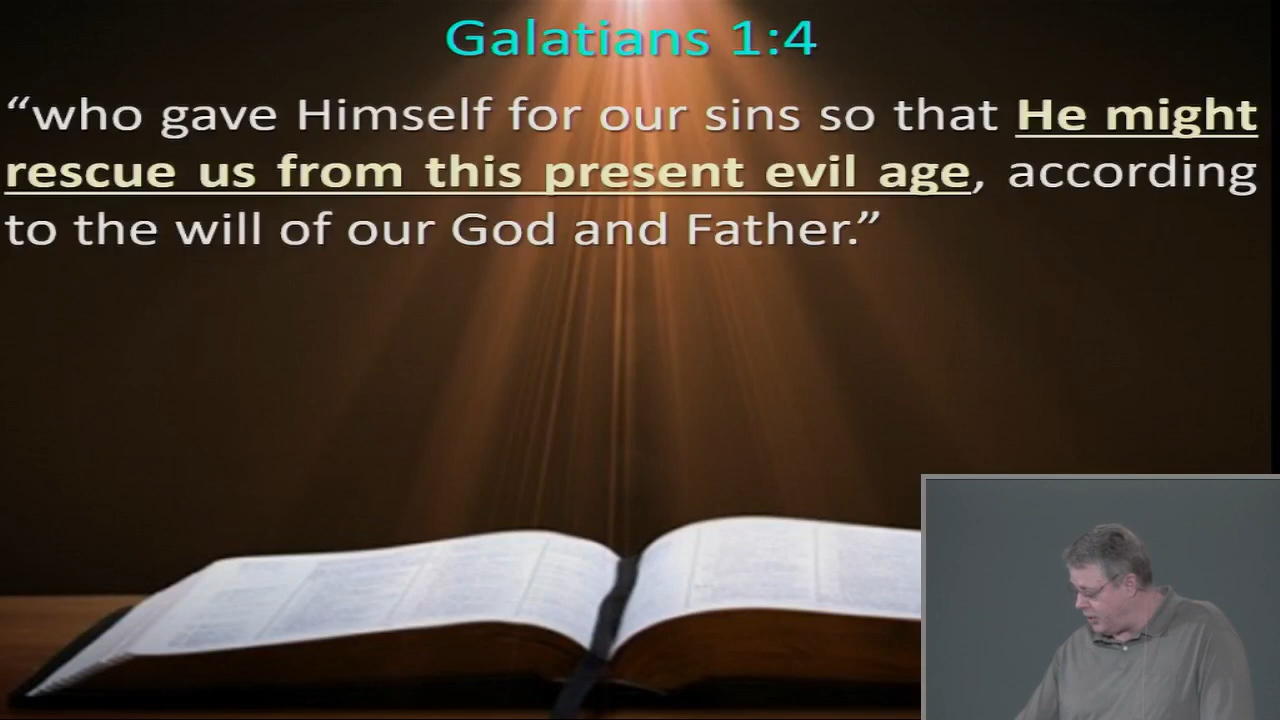 Galatians 1:4
“who gave Himself for our sins so that He might
rescue us from this present evil age, according
to the will of our God and Father.”